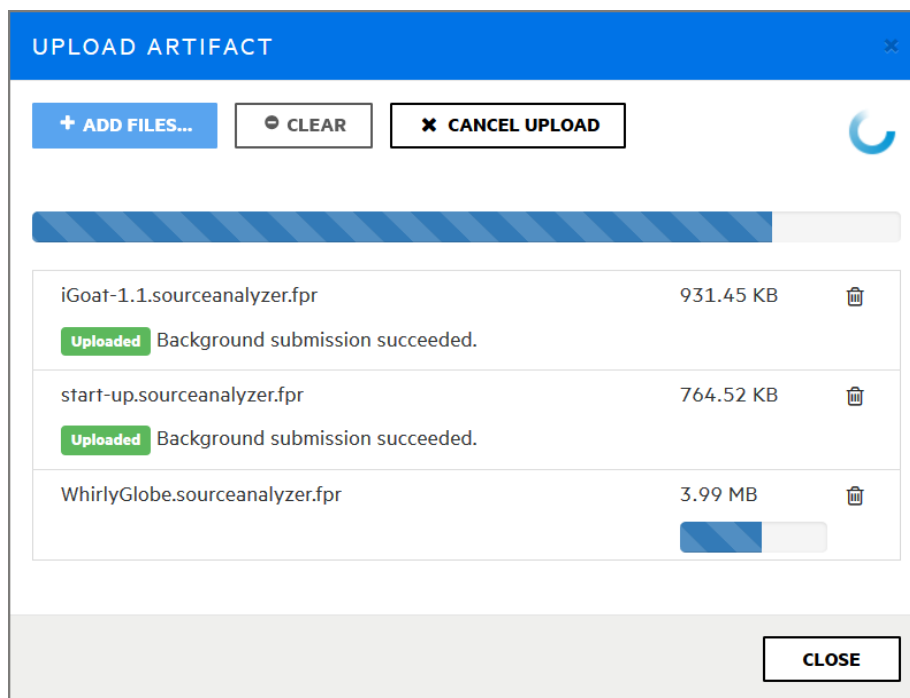 UPLOAD ARTIFACT
+ ADD FILES... CLEAR CANCEL UPLOAD
iGoat-1.1.sourceanalyzer.fpr 931.45 KB
Uploaded Background submission succeeded.
start-up.sourceanalyzer.fpr 764.52 KB
Uploaded Background submission succeeded.
WhirlyGlobe.sourceanalyzer.fpr 3.99 MB
CLOSE